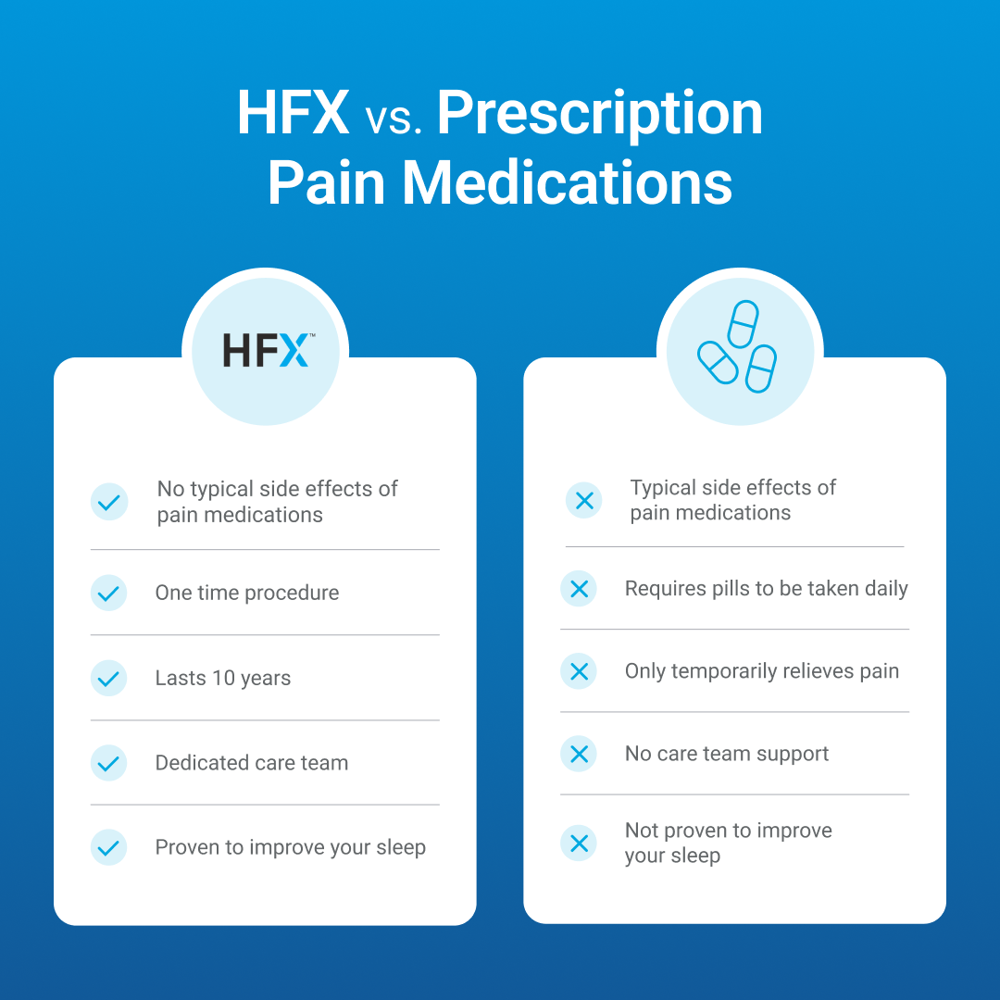 HFX vs. Prescription
Pain Medications
HFX™
No typical side effects of
pain medications
One time procedure
Lasts 10 years
Dedicated care team
Proven to improve your sleep
Typical side effects of
pain medications
Requires pills to be taken daily
Only temporarily relieves pain
No care team support
Not proven to improve
your sleep